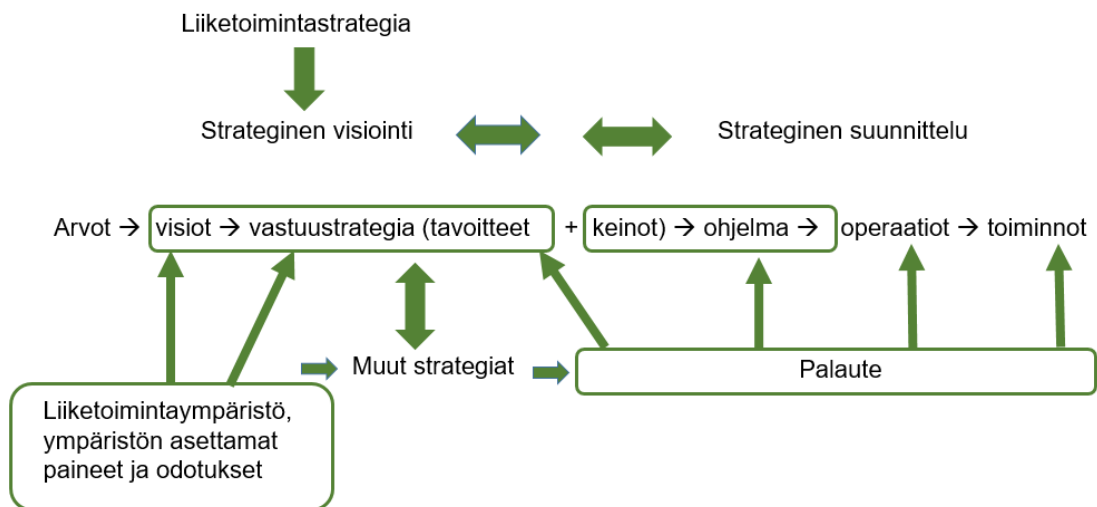 Liiketoimintastrategia
Strateginen visiointi
Strateginen suunnittelu
Arvot → visiot → vastuustrategia (tavoitteet + keinot) → ohjelma → operaatiot → toiminnot
Muut strategiat
Palaute
Liiketoimintaympäristö,
ympäristön asettamat
paineet ja odotukset